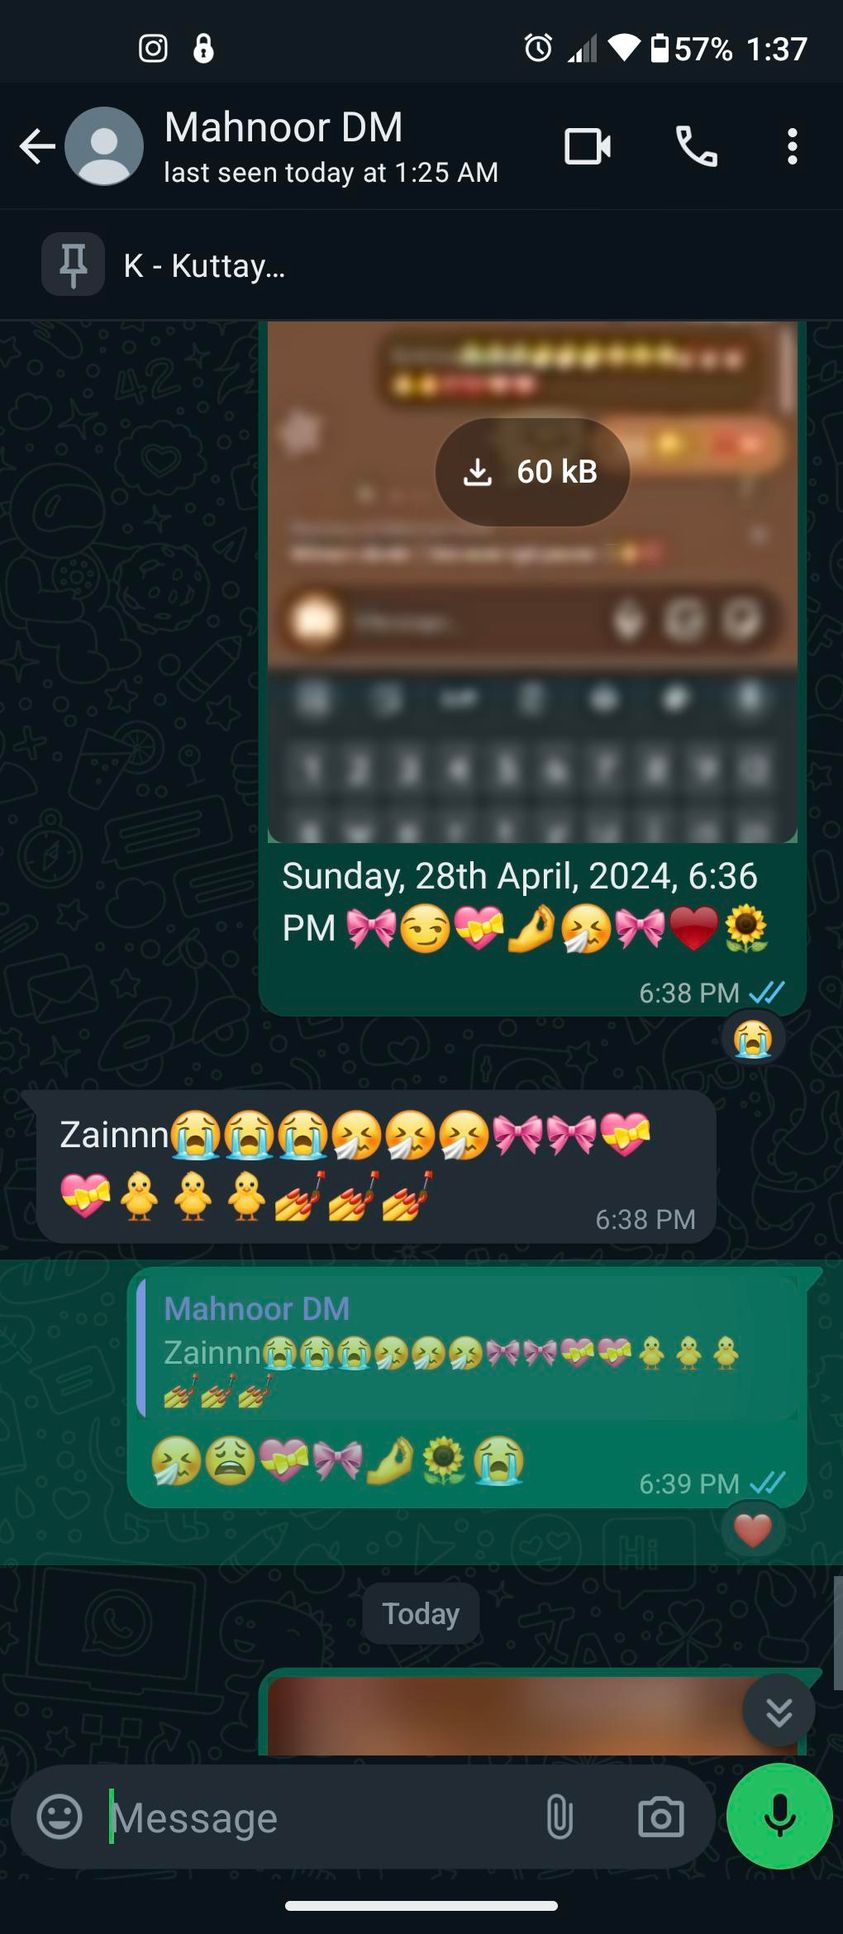 57% 1:37
Mahnoor DM
last seen today at 1:25 AM
K - Kuttay...
60 kB
Sunday, 28th April, 2024, 6:36
PM 🎀😏💝🤌🤧🎀♥️🌻
6:38 PM
😭
Zainnn😭😭😭🤧🤧🤧🎀🎀💝
💝🐥🐥🐥💅💅💅
6:38 PM
Mahnoor DM
Zainnn😭😭😭🤧🤧🤧🎀🎀💝💝🐥🐥🐥
💅💅💅
🤧😩💝🎀🤌🌻😭
6:39 PM
❤️
Today
Message